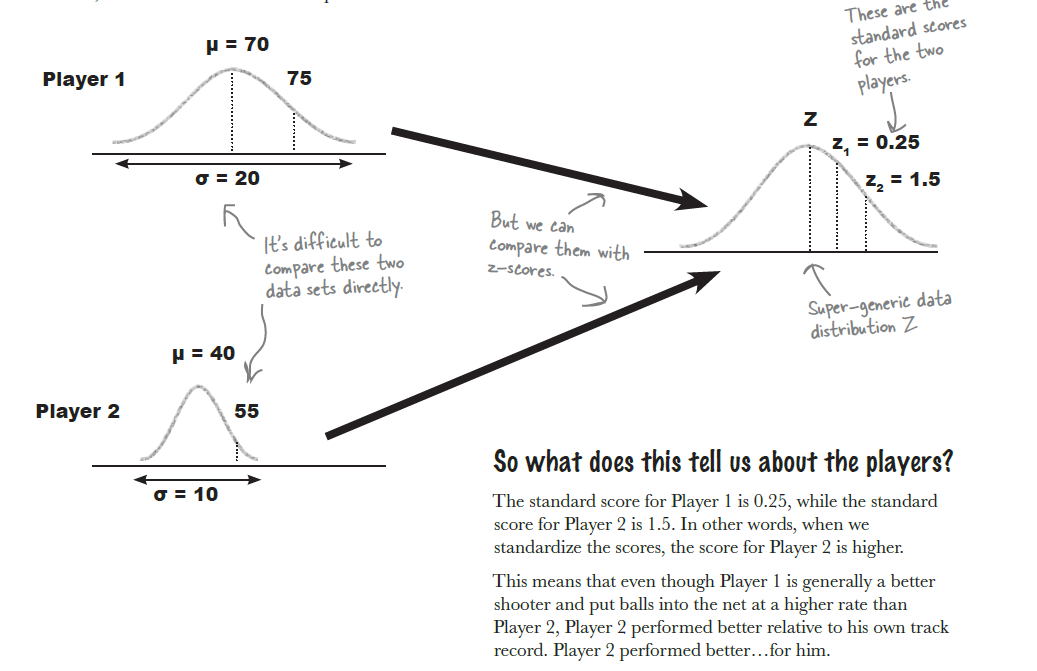 These are the
standard scores
for the two
players.
μ = 70
Player 1
75
σ = 20
Z
z1 = 0.25
z2 = 1.5
It's difficult to
compare these two
data sets directly.
But we can
compare them with
z-scores.
Super-generic data
distribution Z
μ = 40
Player 2
55
σ = 10
So what does this tell us about the players?
The standard score for Player 1 is 0.25, while the standard
score for Player 2 is 1.5. In other words, when we
standardize the scores, the score for Player 2 is higher.
This means that even though Player 1 is generally a better
shooter and put balls into the net at a higher rate than
Player 2, Player 2 performed better relative to his own track
record. Player 2 performed better…for him.